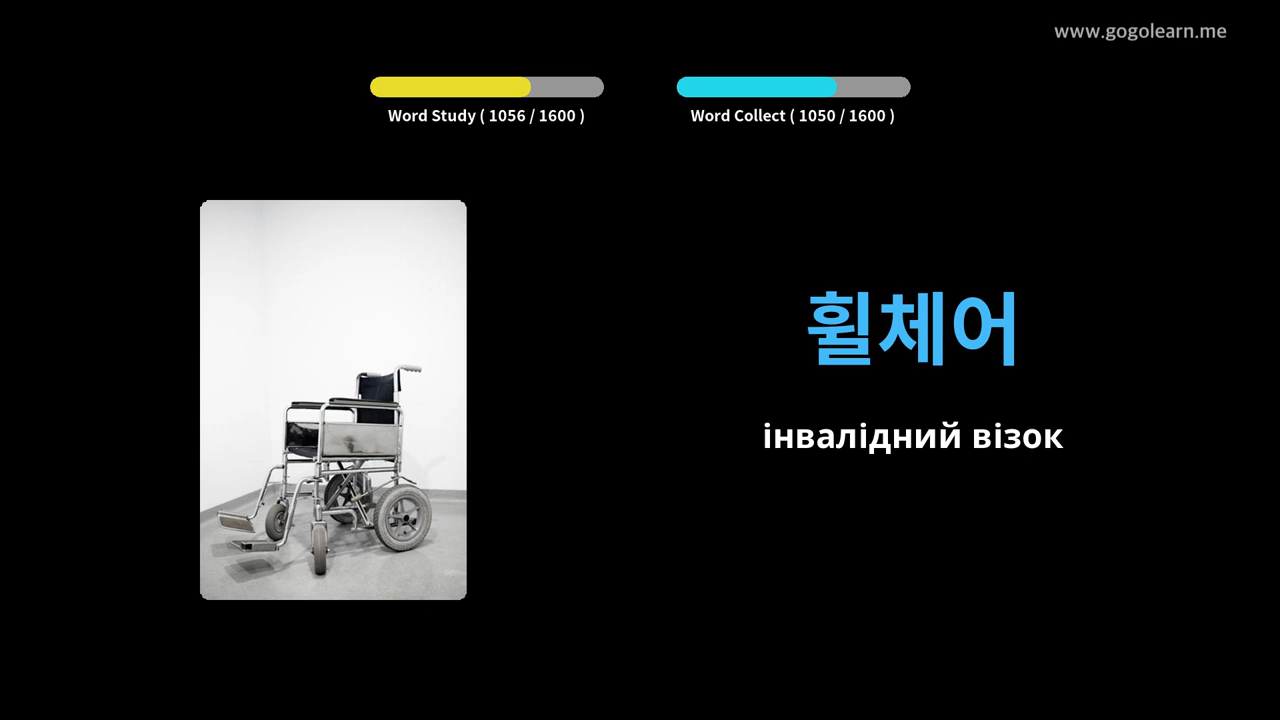 www.gogolearn.me
Word Study ( 1056 / 1600 )
Word Collect ( 1050 / 1600 )
휠체어
інвалідний візок